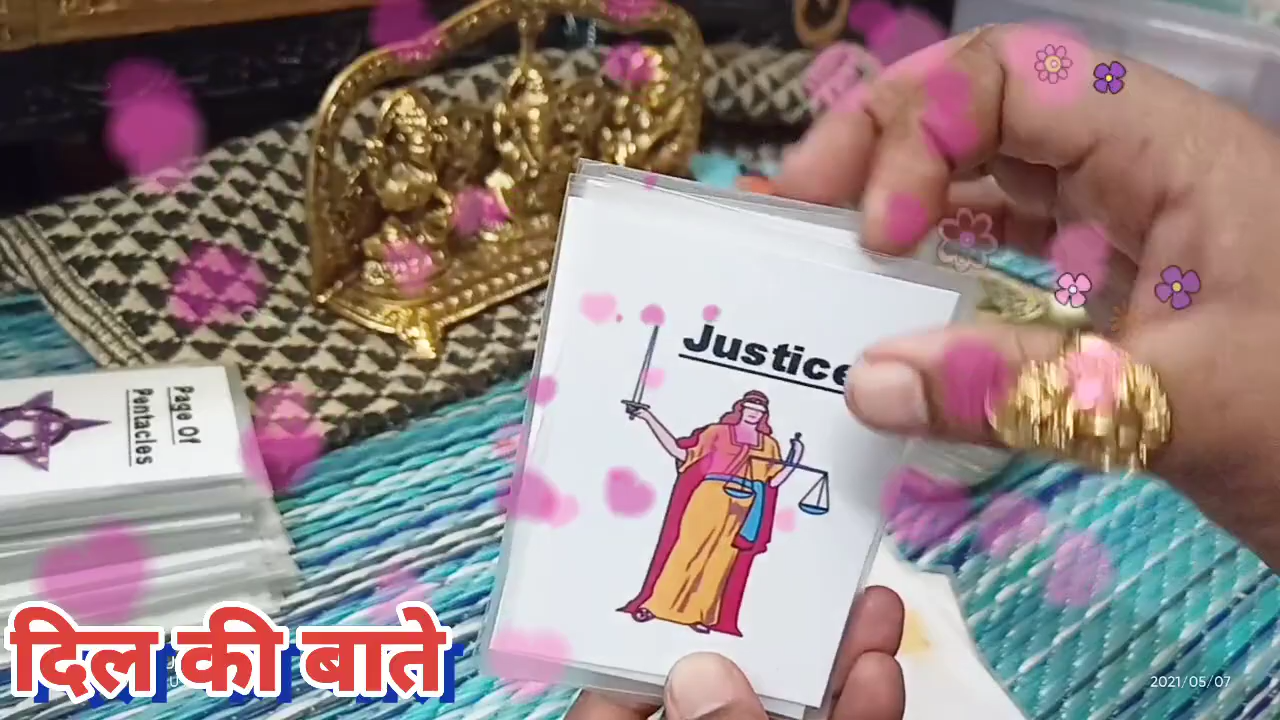 Justice
Page Of
Pentacles
दिल की बाते
2021/05/07